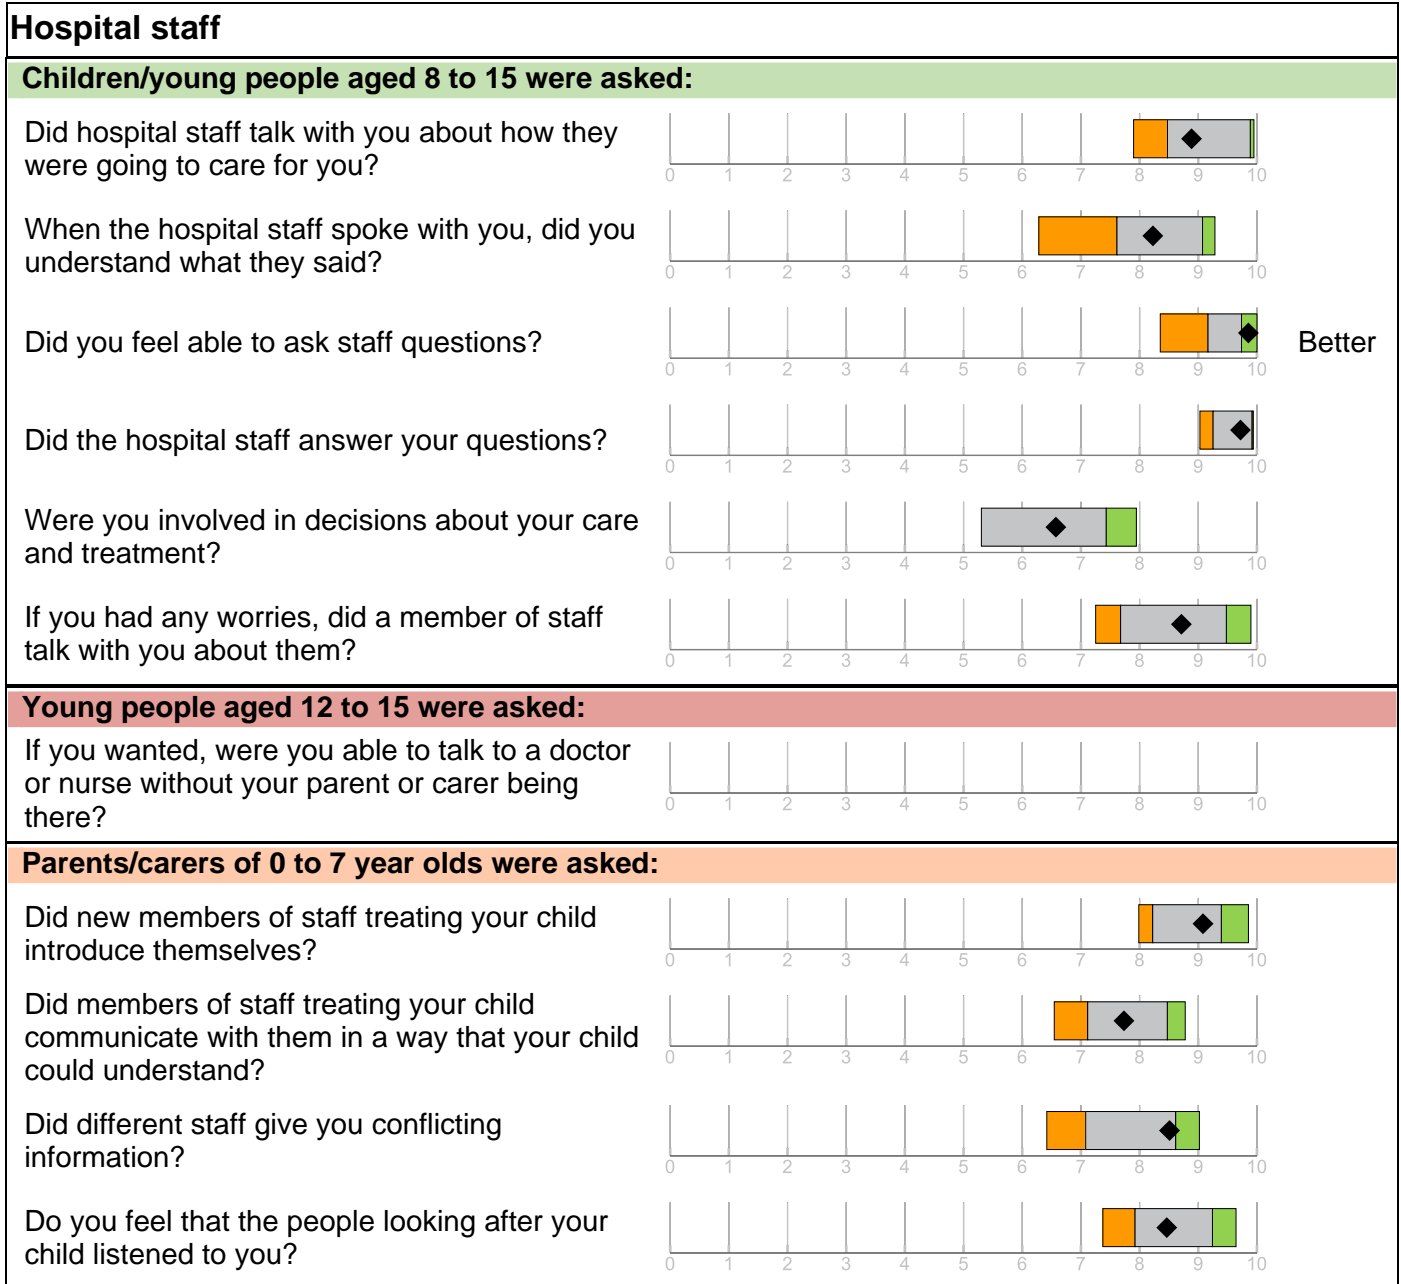 Hospital staff
Children/young people aged 8 to 15 were asked:
Did hospital staff talk with you about how they
were going to care for you?
0 1 2 3 4 5 6 7 8 9 10
When the hospital staff spoke with you, did you
understand what they said?
0 1 2 3 4 5 6 7 8 9 10
Did you feel able to ask staff questions?
Better
0 1 2 3 4 5 6 7 8 9 10
Did the hospital staff answer your questions?
0 1 2 3 4 5 6 7 8 9 10
Were you involved in decisions about your care
and treatment?
0 1 2 3 4 5 6 7 8 9 10
If you had any worries, did a member of staff
talk with you about them?
0 1 2 3 4 5 6 7 8 9 10
Young people aged 12 to 15 were asked:
If you wanted, were you able to talk to a doctor
or nurse without your parent or carer being
there?
0 1 2 3 4 5 6 7 8 9 10
Parents/carers of 0 to 7 year olds were asked:
Did new members of staff treating your child
introduce themselves?
0 1 2 3 4 5 6 7 8 9 10
Did members of staff treating your child
communicate with them in a way that your child
could understand?
0 1 2 3 4 5 6 7 8 9 10
Did different staff give you conflicting
information?
0 1 2 3 4 5 6 7 8 9 10
Do you feel that the people looking after your
child listened to you?
0 1 2 3 4 5 6 7 8 9 10